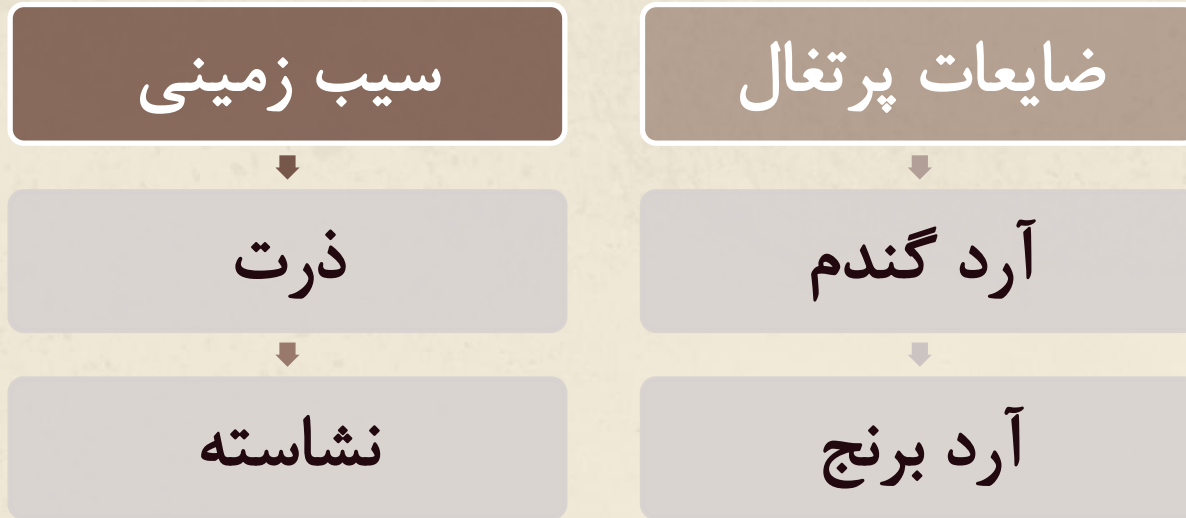 ضایعات پرتغال
آرد گندم
آرد برنج
سیب زمینی
ذرت
نشاسته